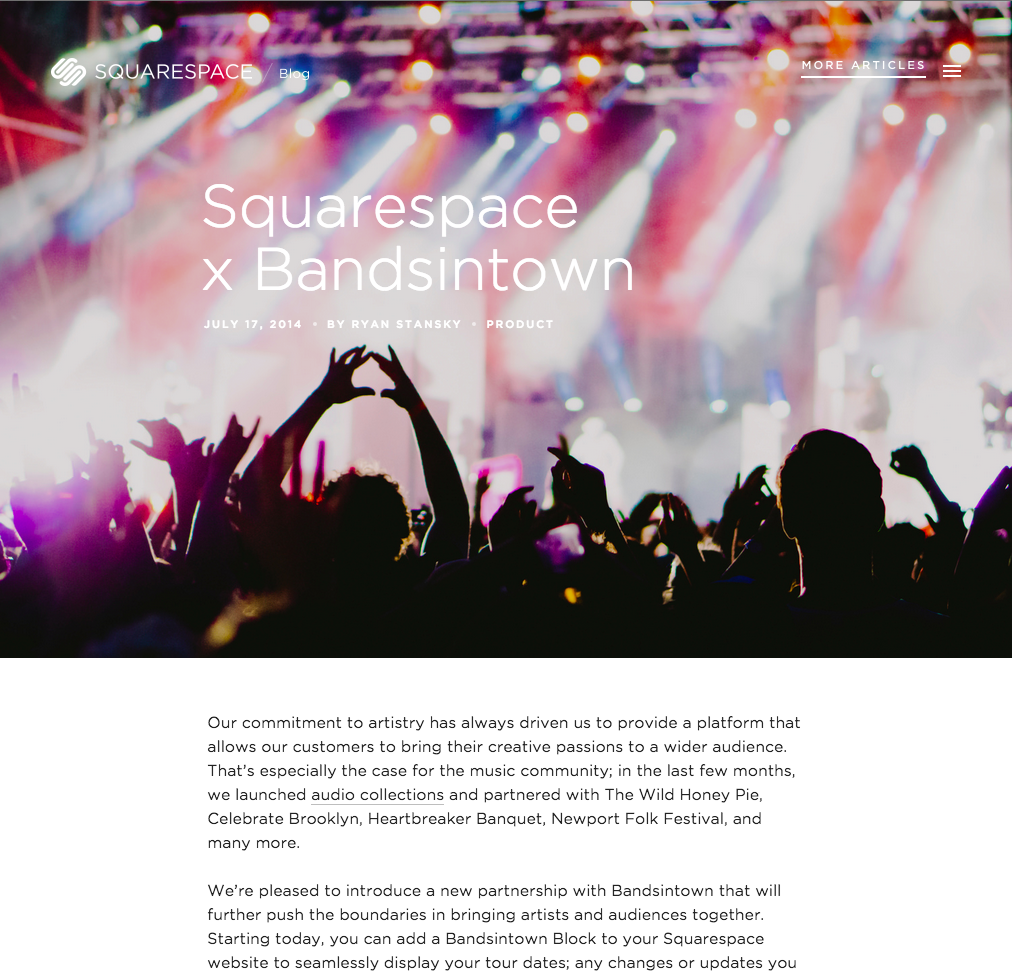 SQUARESPACE / Blog
MORE ARTICLES
Squarespace
x Bandsintown
JULY 17, 2014 • BY RYAN STANSKY • PRODUCT
Our commitment to artistry has always driven us to provide a platform that
allows our customers to bring their creative passions to a wider audience.
That's especially the case for the music community; in the last few months,
we launched audio collections and partnered with The Wild Honey Pie,
Celebrate Brooklyn, Heartbreaker Banquet, Newport Folk Festival, and
many more.
We're pleased to introduce a new partnership with Bandsintown that will
further push the boundaries in bringing artists and audiences together.
Starting today, you can add a Bandsintown Block to your Squarespace
website to seamlessly display your tour dates; any changes or updates you